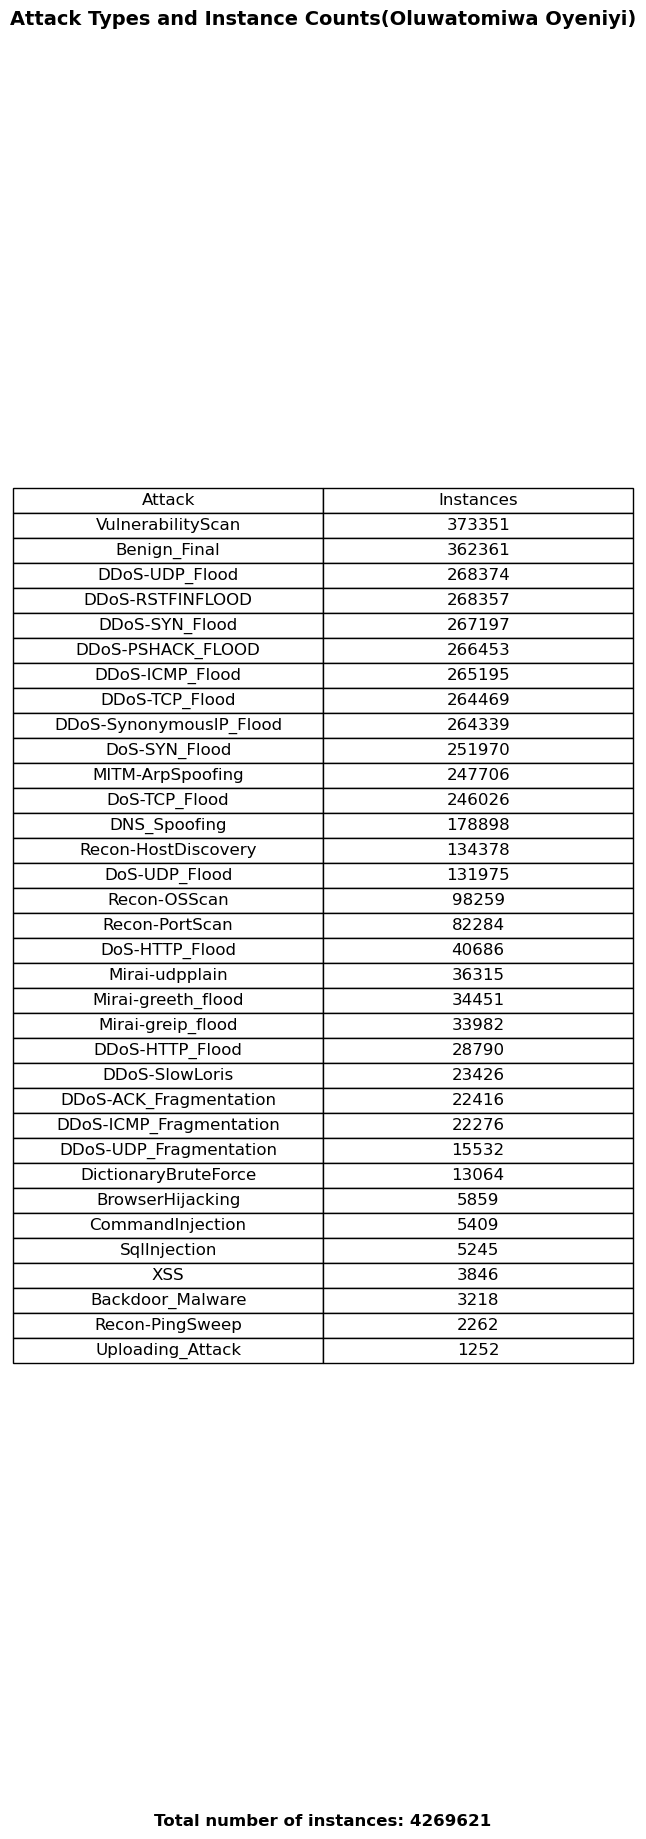 Attack Types and Instance Counts(Oluwatomiwa Oyeniyi)
Attack Instances
VulnerabilityScan 373351
Benign_Final 362361
DDoS-UDP_Flood 268374
DDoS-RSTFINFLOOD 268357
DDoS-SYN_Flood 267197
DDoS-PSHACK_FLOOD 266453
DDoS-ICMP_Flood 265195
DDoS-TCP_Flood 264469
DDoS-SynonymousIP_Flood 264339
DoS-SYN_Flood 251970
MITM-ArpSpoofing 247706
DoS-TCP_Flood 246026
DNS_Spoofing 178898
Recon-HostDiscovery 134378
DoS-UDP_Flood 131975
Recon-OSScan 98259
Recon-PortScan 82284
DoS-HTTP_Flood 40686
Mirai-udpplain 36315
Mirai-greeth_flood 34451
Mirai-greip_flood 33982
DDoS-HTTP_Flood 28790
DDoS-SlowLoris 23426
DDoS-ACK_Fragmentation 22416
DDoS-ICMP_Fragmentation 22276
DDoS-UDP_Fragmentation 15532
DictionaryBruteForce 13064
BrowserHijacking 5859
CommandInjection 5409
SqlInjection 5245
XSS 3846
Backdoor_Malware 3218
Recon-PingSweep 2262
Uploading_Attack 1252
Total number of instances: 4269621